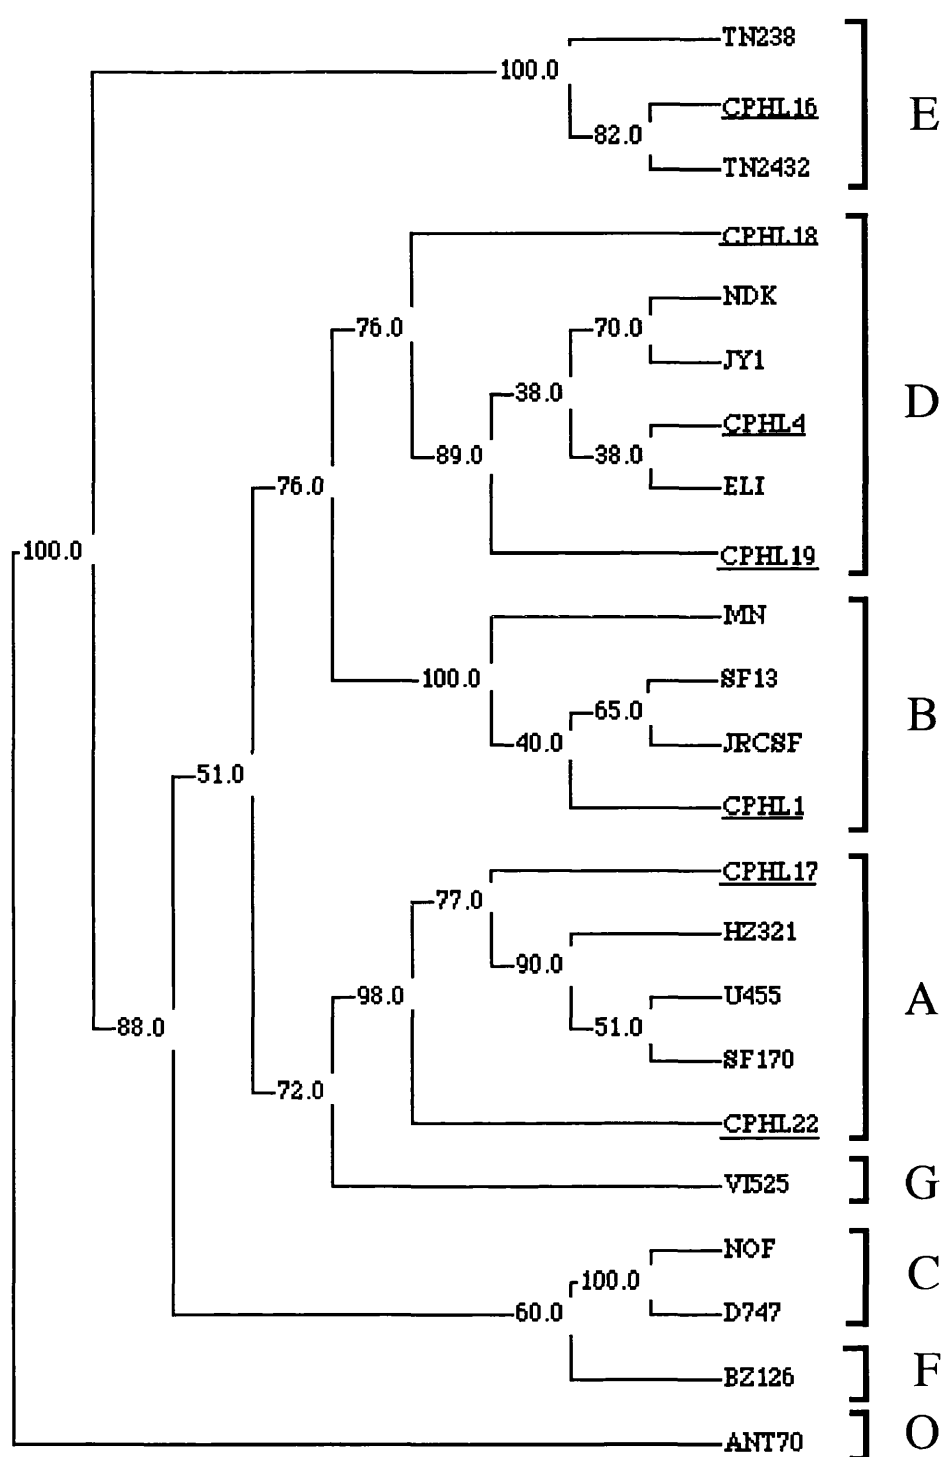 TN238
100.0
CPHL16
E
82.0
TN2432
CPHL18
NDK
76.0
70.0
JY1
38.0
D
CPHL4
89.0
38.0
76.0
ELI
100.0
CPHL19
MN
100.0
SF13
65.0
B
40.0
JRCSF
51.0
CPHL1
CPHL17
77.0
HZ321
90.0
98.0
U455
A
88.0
51.0
SF170
72.0
CPHL22
VI525
G
NOF
100.0
C
60.0
D747
BZ126
F
ANT70
O